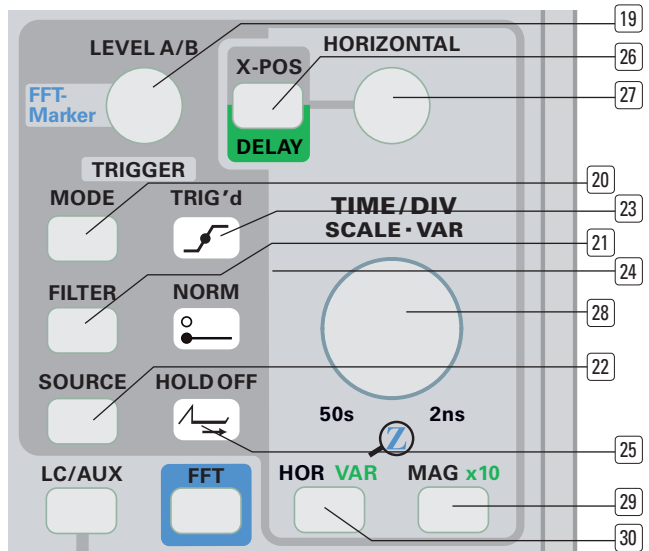 19
LEVEL A/B
HORIZONTAL
X-POS
26
FFT-
Marker
27
DELAY
TRIGGER
20
MODE
TRIG’d
TIME/DIV
SCALE · VAR
23
21
24
FILTER
NORM
28
SOURCE
HOLD OFF
22
50s
2ns
Z
25
LC/AUX
FFT
HOR VAR
MAG x10
29
30